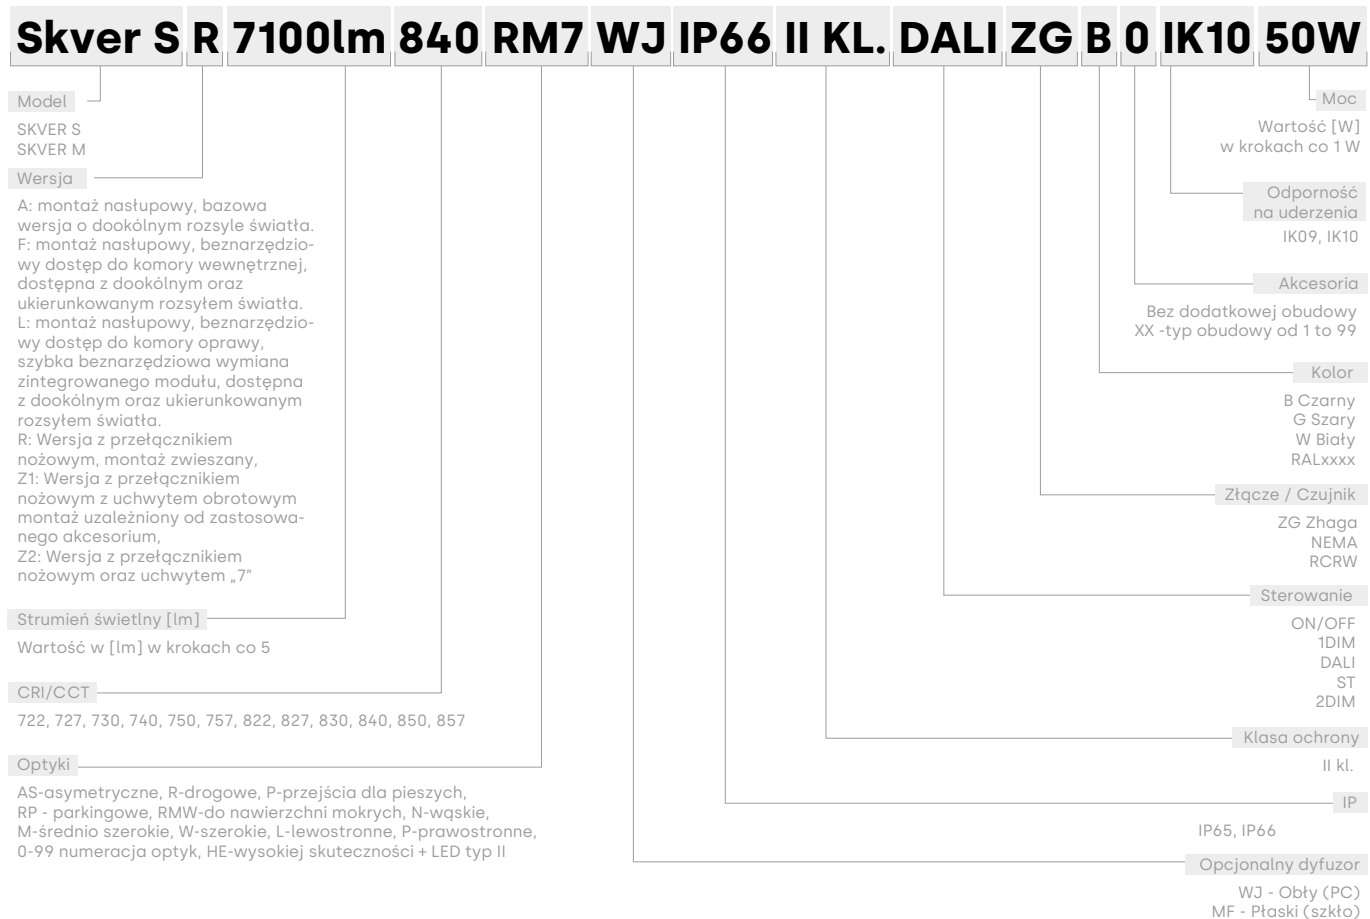 Skver S R 7100lm 840 RM7 WJ IP66 II KL. DALI ZG B 0 IK10 50W
Model
SKVER S
SKVER M
Wersja
A: montaż nasłupowy, bazowa
wersja o dookólnym rozsyle światła.
F: montaż nasłupowy, beznarzędzio-
wy dostęp do komory wewnętrznej,
dostępna z dookólnym oraz
ukierunkowanym rozsyłem światła.
L: montaż nasłupowy, beznarzędzio-
wy dostęp do komory oprawy,
szybka beznarzędziowa wymiana
zintegrowanego modułu, dostępna
z dookólnym oraz ukierunkowanym
rozsyłem światła.
R: Wersja z przełącznikiem
nożowym, montaż zwieszany,
Z1: Wersja z przełącznikiem
nożowym z uchwytem obrotowym
montaż uzależniony od zastosowa-
nego akcesorium,
Z2: Wersja z przełącznikiem
nożowym oraz uchwytem „7”
Strumień świetlny [lm]
Wartość w [lm] w krokach co 5
CRI/CCT
722, 727, 730, 740, 750, 757, 822, 827, 830, 840, 850, 857
Optyki
AS-asymetryczne, R-drogowe, P-przejścia dla pieszych,
RP - parkingowe, RMW-do nawierzchni mokrych, N-wąskie,
M-średnio szerokie, W-szerokie, L-lewostronne, P-prawostronne,
0-99 numeracja optyk, HE-wysokiej skuteczności + LED typ II
Moc
Wartość [W]
w krokach co 1 W
Odporność
na uderzenia
IK09, IK10
Akcesoria
Bez dodatkowej obudowy
XX -typ obudowy od 1 to 99
Kolor
B Czarny
G Szary
W Biały
RALxxxx
Złącze / Czujnik
ZG Zhaga
NEMA
RCRW
Sterowanie
ON/OFF
1DIM
DALI
ST
2DIM
Klasa ochrony
II kl.
IP
IP65, IP66
Opcjonalny dyfuzor
WJ - Obły (PC)
MF - Płaski (szkło)